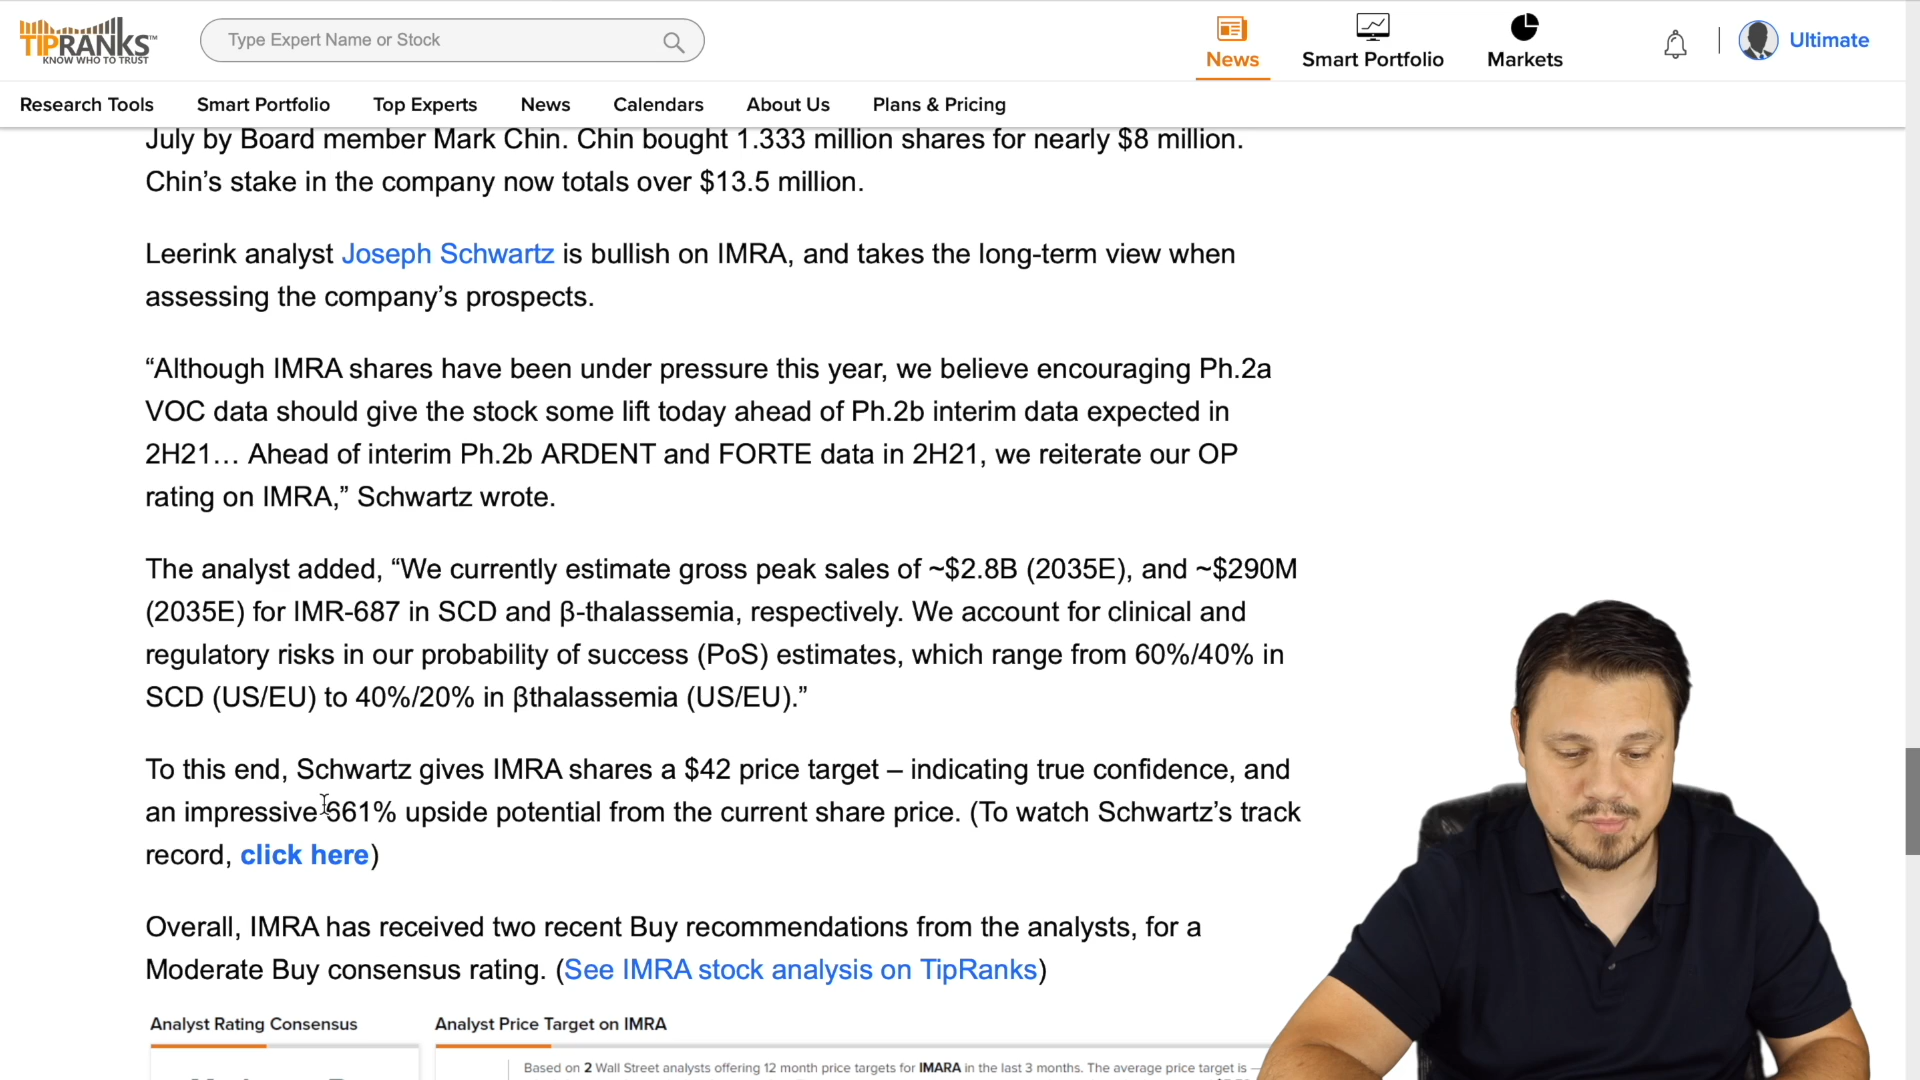 TIPRANKS™
KNOW WHO TO TRUST
Type Expert Name or Stock
News
Smart Portfolio
Markets
Ultimate
Research Tools
Smart Portfolio
Top Experts
News
Calendars
About Us
Plans & Pricing
July by Board member Mark Chin. Chin bought 1.333 million shares for nearly $8 million.
Chin’s stake in the company now totals over $13.5 million.
Leerink analyst Joseph Schwartz is bullish on IMRA, and takes the long-term view when
assessing the company’s prospects.
“Although IMRA shares have been under pressure this year, we believe encouraging Ph.2a
VOC data should give the stock some lift today ahead of Ph.2b interim data expected in
2H21… Ahead of interim Ph.2b ARDENT and FORTE data in 2H21, we reiterate our OP
rating on IMRA,” Schwartz wrote.
The analyst added, “We currently estimate gross peak sales of ~$2.8B (2035E), and ~$290M
(2035E) for IMR-687 in SCD and β-thalassemia, respectively. We account for clinical and
regulatory risks in our probability of success (PoS) estimates, which range from 60%/40% in
SCD (US/EU) to 40%/20% in βthalassemia (US/EU).”
To this end, Schwartz gives IMRA shares a $42 price target – indicating true confidence, and
an impressive 661% upside potential from the current share price. (To watch Schwartz’s track
record, click here)
Overall, IMRA has received two recent Buy recommendations from the analysts, for a
Moderate Buy consensus rating. (See IMRA stock analysis on TipRanks)
Analyst Rating Consensus
Analyst Price Target on IMRA
Based on 2 Wall Street analysts offering 12 month price targets for IMARA in the last 3 months. The average price target is